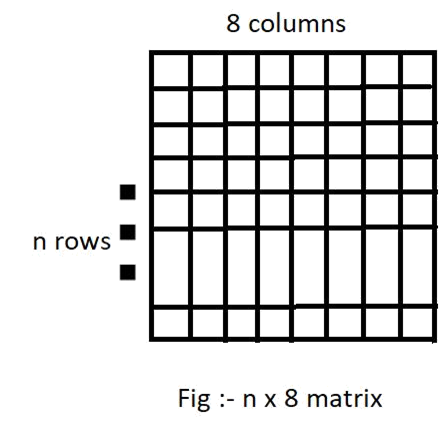 8 columns
n rows
Fig :- n x 8 matrix